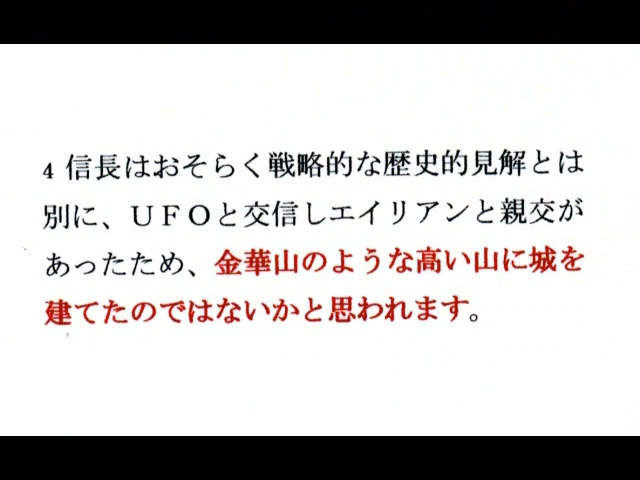 4 信長はおそらく戦略的な歴史的見解とは
別に、ＵＦＯと交信しエイリアンと親交が
あったため、金華山のような高い山に城を
建てたのではないかと思われます。